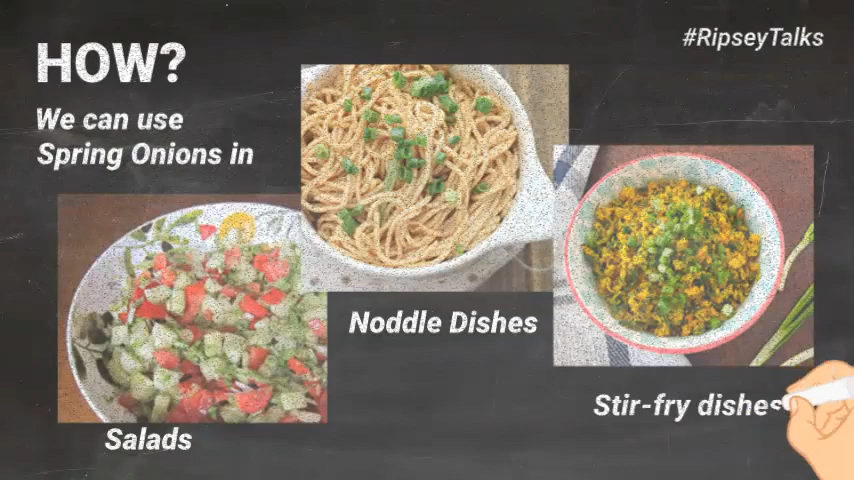 HOW?
#RipseyTalks
We can use
Spring Onions in
Noddle Dishes
Stir-fry dishes
Salads